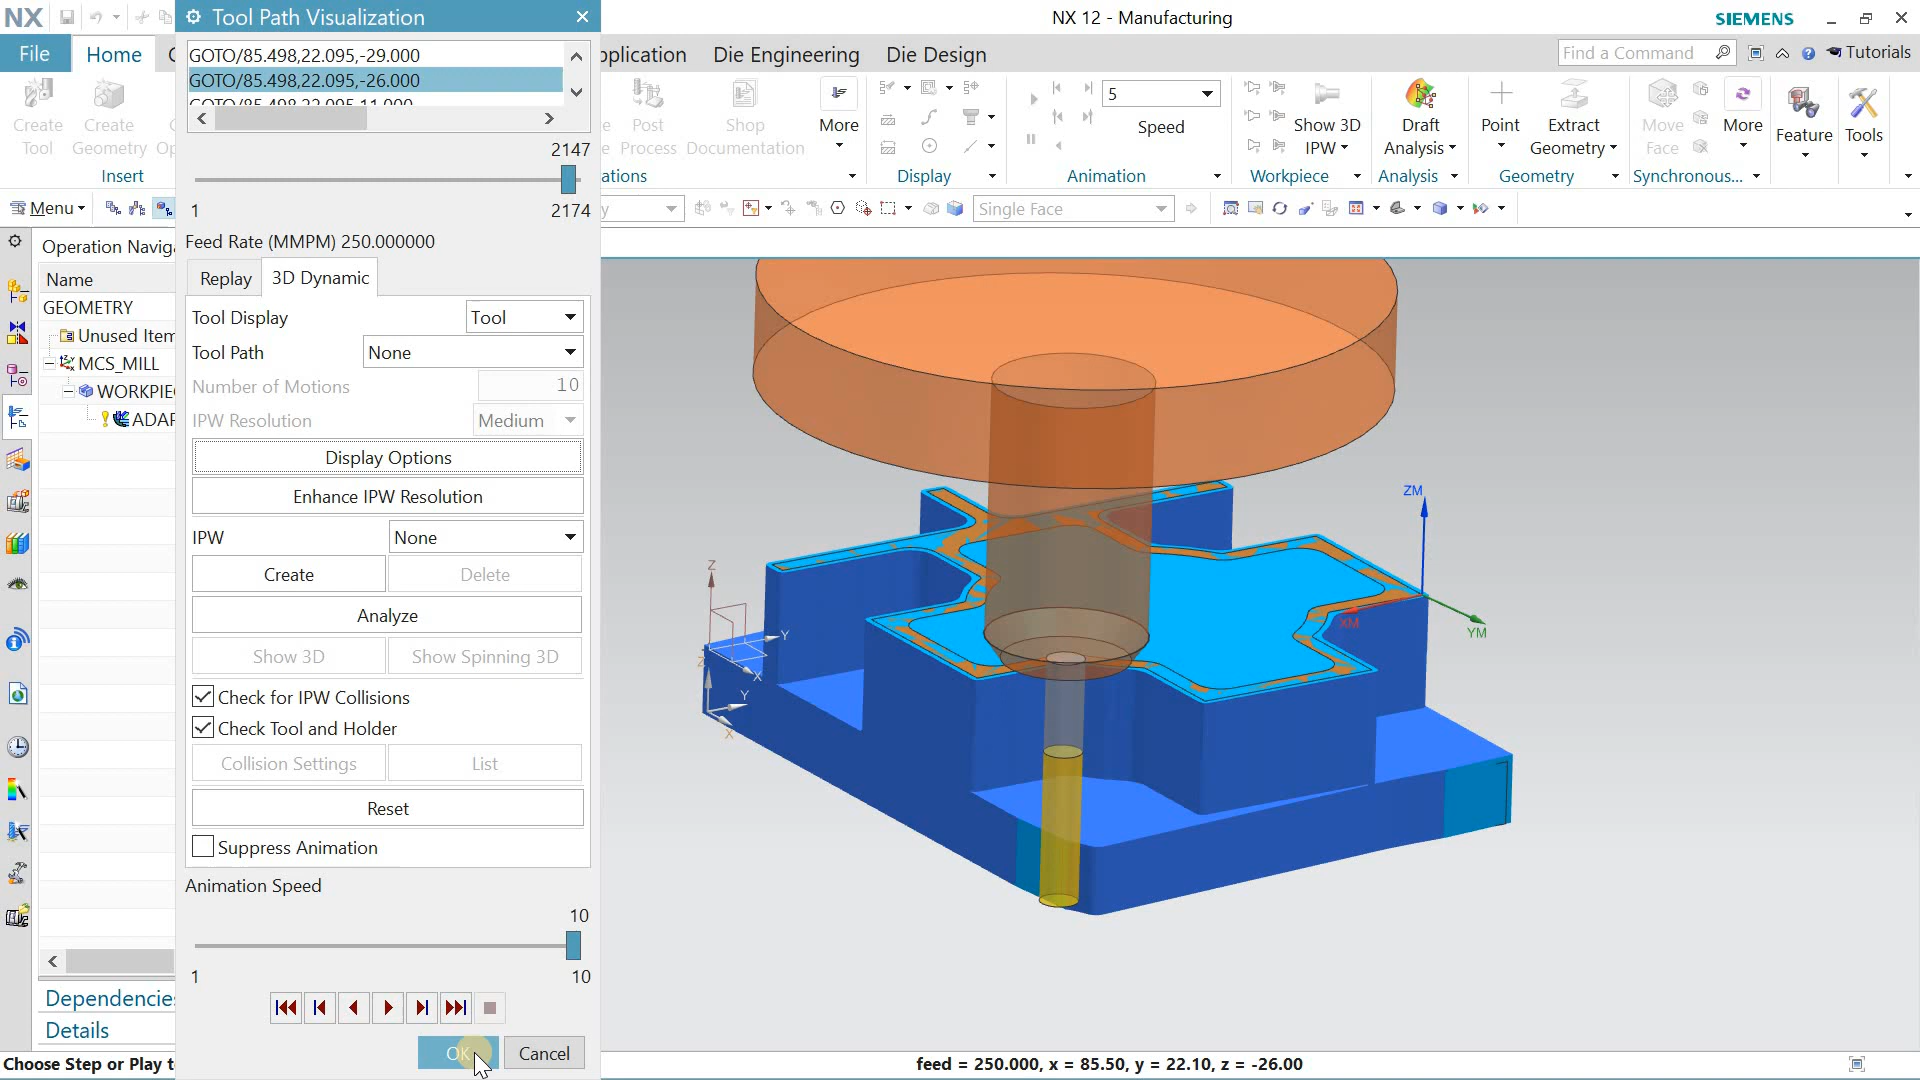 NX
Tool Path Visualization
NX 12 - Manufacturing
SIEMENS
File
Home
plication
Die Engineering
Die Design
Find a Command
Tutorials
GOTO/85.498,22.095,-29.000
GOTO/85.498,22.095,-26.000
GOTO/85.498,22.095,11.000
Create Tool
Create Geometry
Insert
Post Process
Shop Documentation
More
ations
Display
5
Speed
Animation
Show 3D IPW
Workpiece
Draft Analysis
Analysis
Point
Extract Geometry
Geometry
Move Face
More
Synchronous...
Feature
Tools
2147
1
2174
Menu
Single Face
Feed Rate (MMPM) 250.000000
Operation Naviga
Name
GEOMETRY
Unused Item
MCS_MILL
WORKPIE
ADAP
Replay
3D Dynamic
Tool Display
Tool
Tool Path
None
Number of Motions
10
IPW Resolution
Medium
Display Options
Enhance IPW Resolution
IPW
None
Create
Delete
Analyze
Show 3D
Show Spinning 3D
Check for IPW Collisions
Check Tool and Holder
Collision Settings
List
Reset
Suppress Animation
Animation Speed
10
1
10
OK
Cancel
Dependencies
Details
ZM
XM
YM
Z
Y
X
Z
Y
X
Choose Step or Play t
feed = 250.000, x = 85.50, y = 22.10, z = -26.00